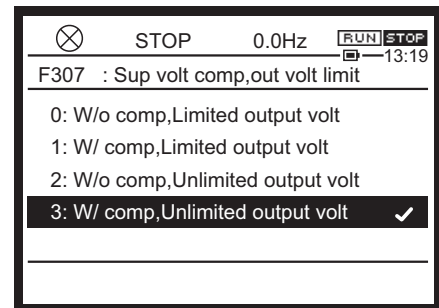 STOP 0.0Hz RUN STOP
13:19
F307 : Sup volt comp,out volt limit
0: W/o comp,Limited output volt
1: W/ comp,Limited output volt
2: W/o comp,Unlimited output volt
3: W/ comp,Unlimited output volt